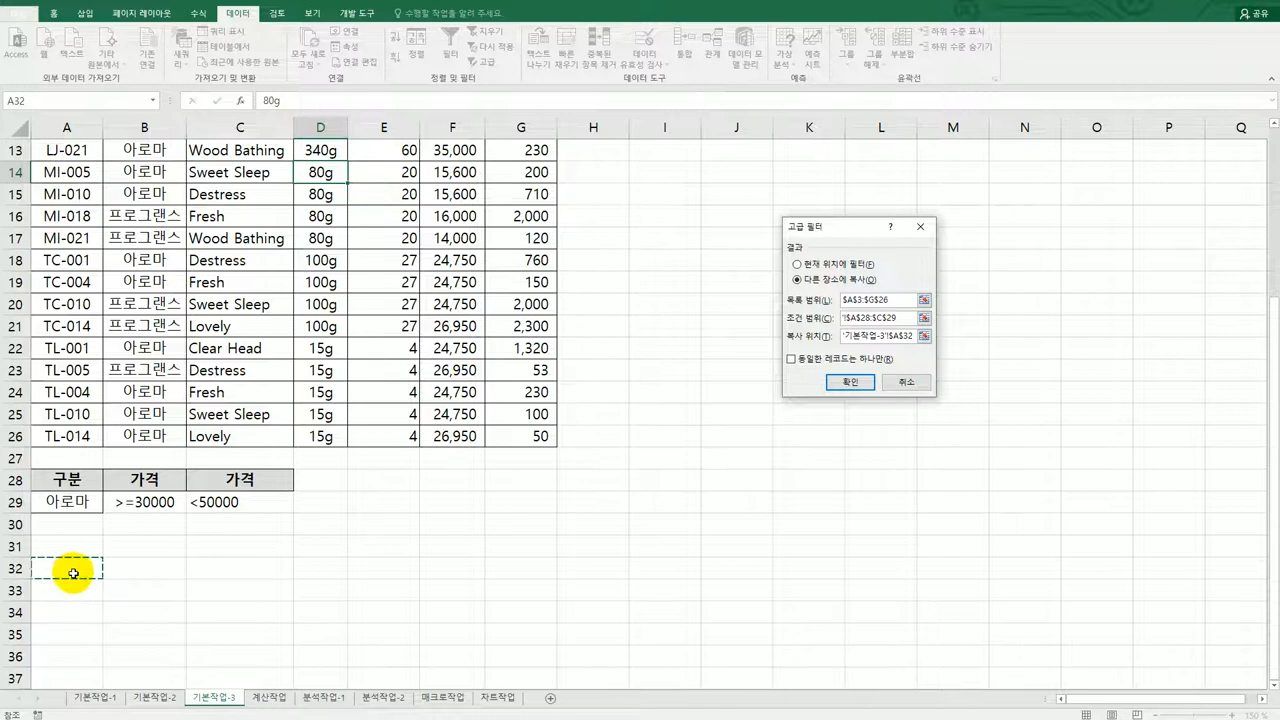 홈 삽입 페이지 레이아웃 수식 데이터 검토 보기 개발 도구 수행할 작업을 알려 주세요. 공유
Access 웹 텍스트 기타 원본에서 기존 연결 새 쿼리 쿼리 표시 테이블에서 최근에 사용한 원본 모두 새로 고침 연결 속성 연결 편집 정렬 필터 지우기 다시 적용 고급 텍스트 나누기 빠른 채우기 중복된 항목 제거 데이터 유효성 검사 통합 관계 데이터 모델 관리 가상 분석 예측 시트 그룹 그룹 해제 부분합 하위 수준 표시 하위 수준 숨기기
외부 데이터 가져오기 가져오기 및 변환 연결 정렬 및 필터 데이터 도구 예측 윤곽선
A32 fx 80g
A B C D E F G H I J K L M N O P Q
13 LJ-021 아로마 Wood Bathing 340g 60 35,000 230
14 MI-005 아로마 Sweet Sleep 80g 20 15,600 200
15 MI-010 아로마 Destress 80g 20 15,600 710
16 MI-018 프로그랜스 Fresh 80g 20 16,000 2,000
17 MI-021 프로그랜스 Wood Bathing 80g 20 14,000 120
18 TC-001 아로마 Destress 100g 27 24,750 760
19 TC-004 아로마 Fresh 100g 27 24,750 230
20 TC-010 프로그랜스 Sweet Sleep 100g 27 24,750 2,000
21 TC-014 프로그랜스 Lovely 100g 27 26,950 2,300
22 TL-001 아로마 Clear Head 15g 4 24,750 1,320
23 TL-005 프로그랜스 Destress 15g 4 26,950 53
24 TL-004 아로마 Fresh 15g 4 24,750 230
25 TL-010 아로마 Sweet Sleep 15g 4 24,750 100
26 TL-014 아로마 Lovely 15g 4 26,950 50
27
28 구분 가격 가격
29 아로마 >=30000 <50000
30
31
32
33
34
35
36
37
고급 필터 ?
결과
현재 위치에 필터(F)
다른 장소에 복사(O)
목록 범위(L): $A$3:$G$26
조건 범위(C): '!$A$28:$C$29
복사 위치(T): '기본작업-3'!$A$32
동일한 레코드는 하나만(R)
확인 취소
기본작업-1 기본작업-2 기본작업-3 계산작업 분석작업-1 분석작업-2 매크로작업 차트작업
참조 150 %